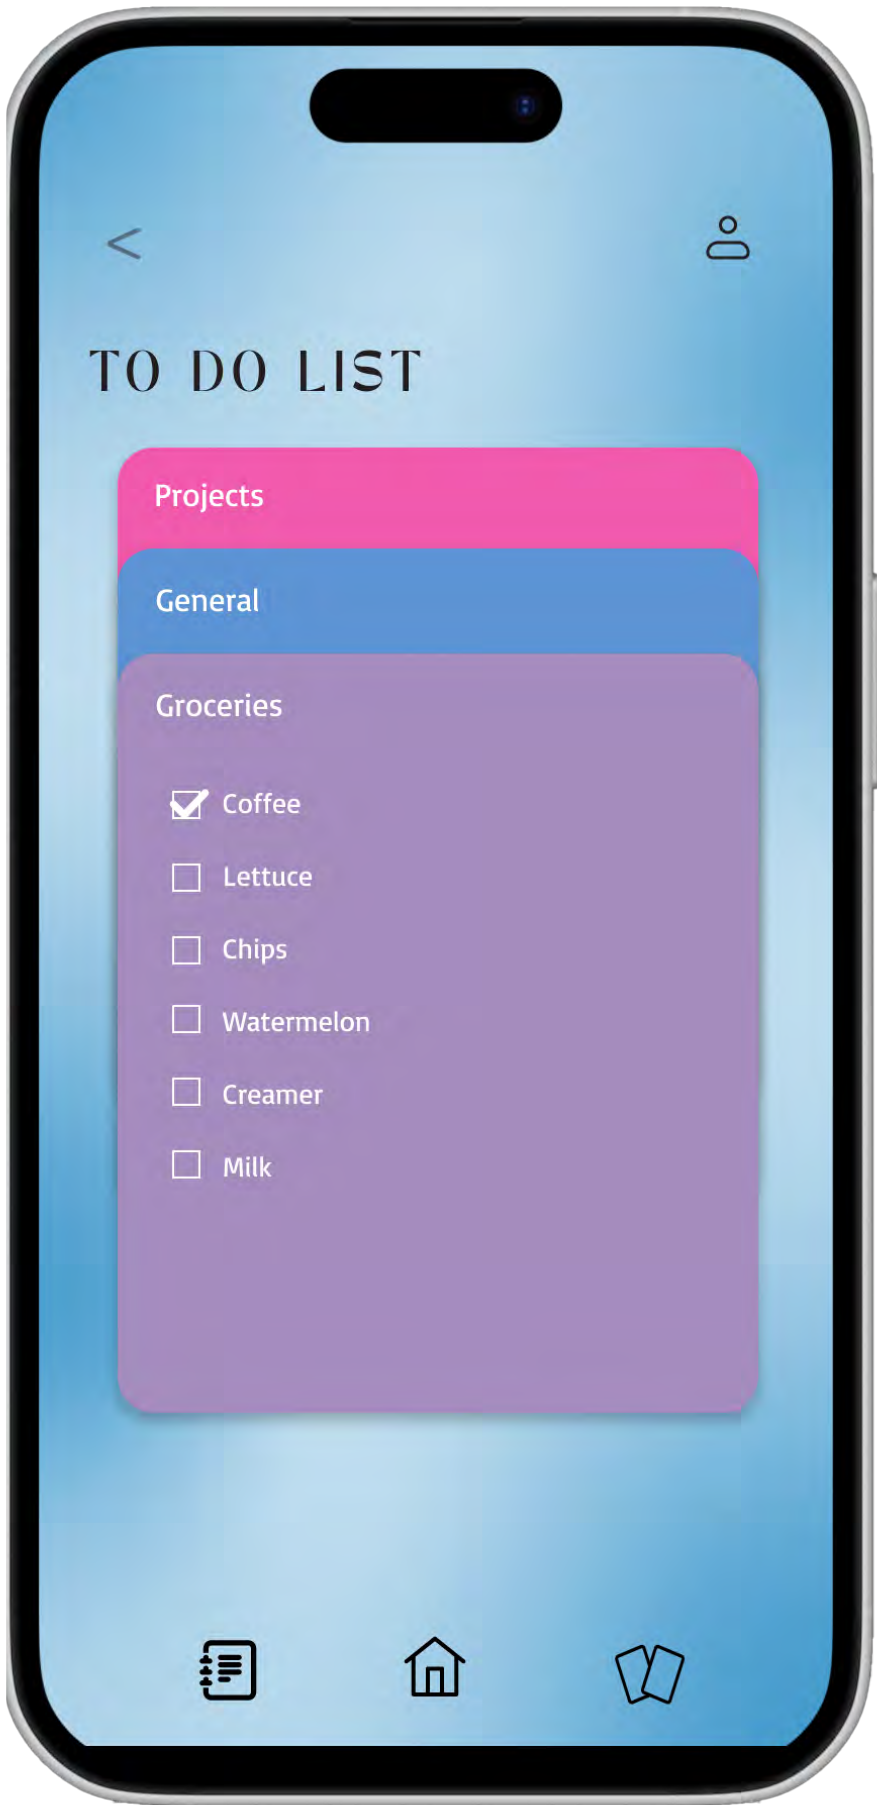 TO DO LIST
Projects
General
Groceries
Coffee
Lettuce
Chips
Watermelon
Creamer
Milk